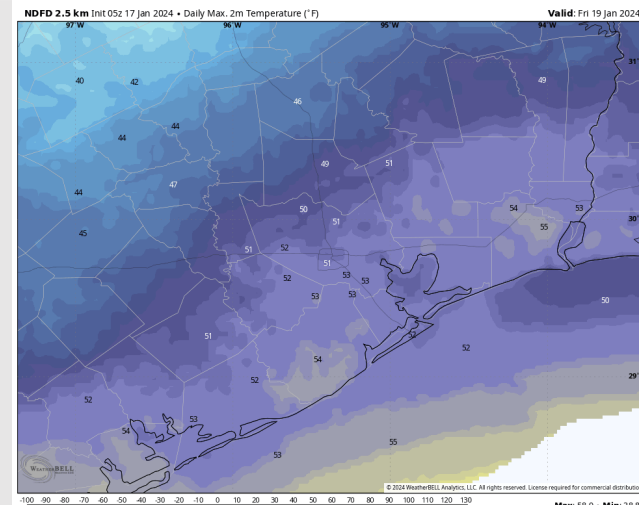 NDFD 2.5 km Init 05z 17 Jan 2024 • Daily Max. 2m Temperature (°F) Valid: Fri 19 Jan 2024
97°W 96°W 95°W 94°W
31°
40 42 49
46
44
44
49 51
47
44
50 54 53
51 55 30°
45
51 52
51
52 53 53
53 53 50
51 52
52
54 29°
52
52
53
54
55
53
WeatherBELL
© 2024 WeatherBELL Analytics, LLC. All rights reserved. License required for commercial distributio
-100 -90 -80 -70 -60 -50 -40 -30 -20 -10 0 10 20 30 40 50 60 70 80 90 100 110 120 130